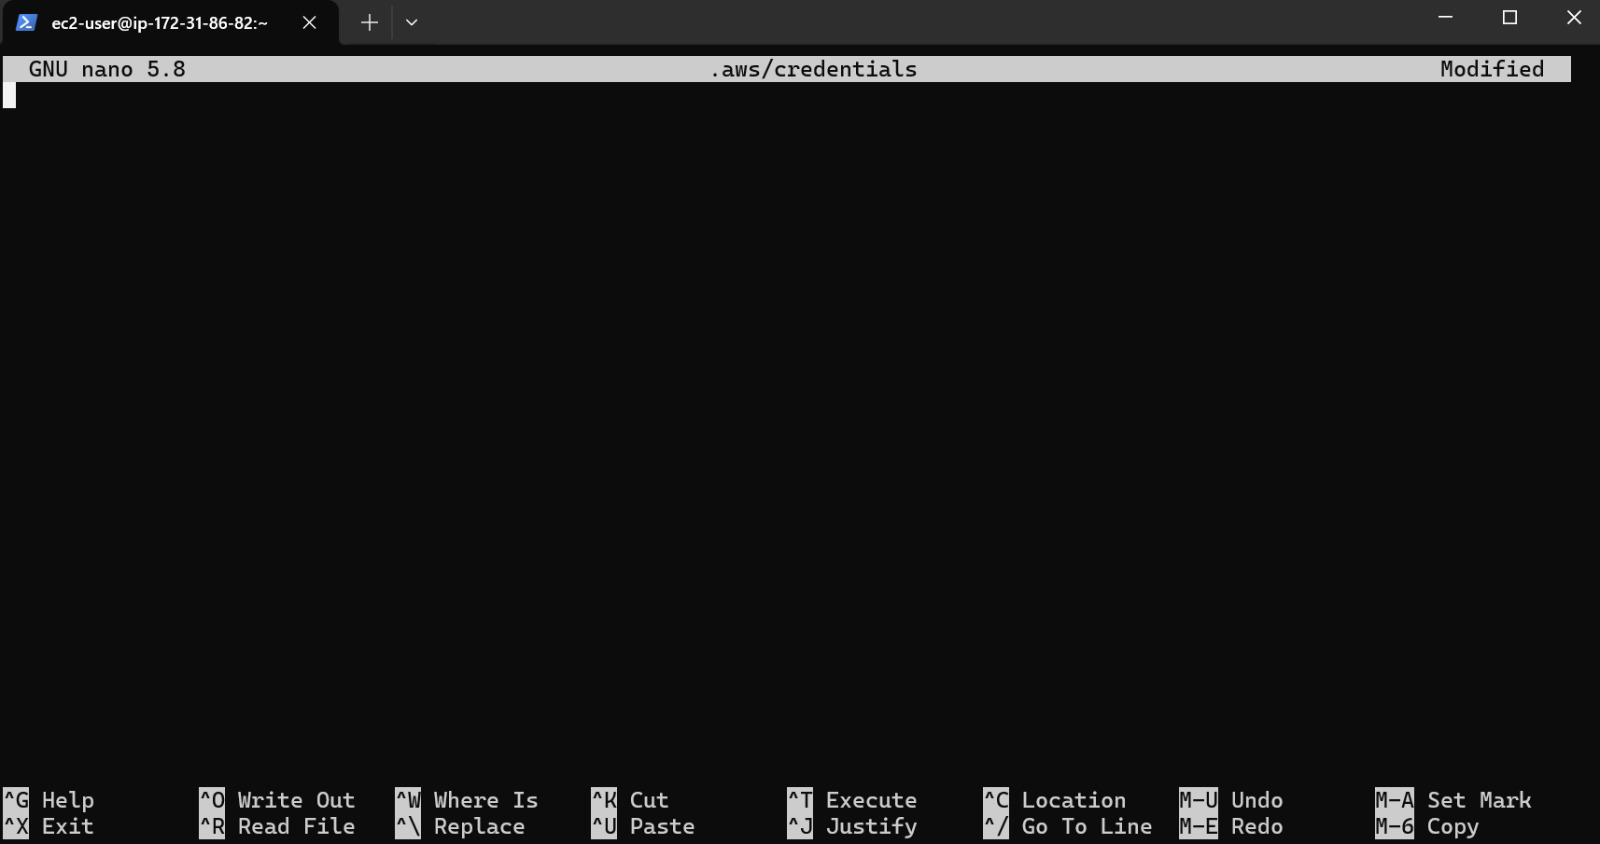 ec2-user@ip-172-31-86-82:~
GNU nano 5.8 .aws/credentials Modified
^G Help ^O Write Out ^W Where Is ^K Cut ^T Execute ^C Location M-U Undo M-A Set Mark
^X Exit ^R Read File ^\ Replace ^U Paste ^J Justify ^/ Go To Line M-E Redo M-6 Copy